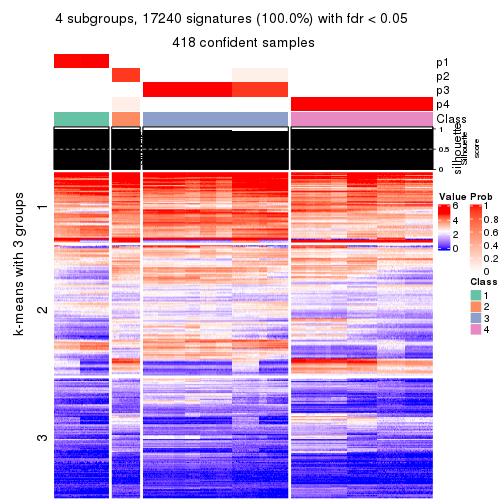 4 subgroups, 17240 signatures (100.0%) with fdr < 0.05
418 confident samples
p1
p2
p3
p4
Class
1
0.5
0
silhouette
Silhouette
score
k-means with 3 groups
1
2
3
Value
6
4
2
0
Prob
1
0.8
0.6
0.4
0.2
0
Class
1
2
3
4